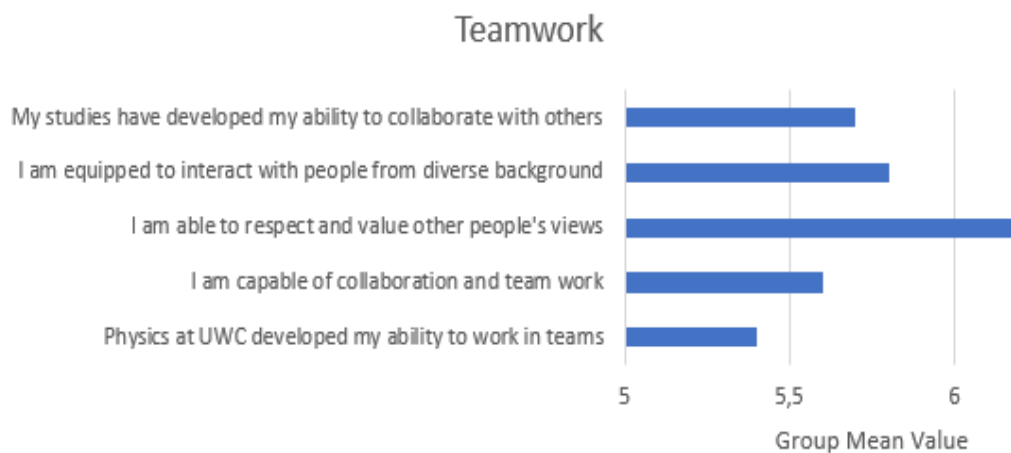 Teamwork
My studies have developed my ability to collaborate with others
I am equipped to interact with people from diverse background
I am able to respect and value other people's views
I am capable of collaboration and team work
Physics at UWC developed my ability to work in teams
5 5,5 6
Group Mean Value